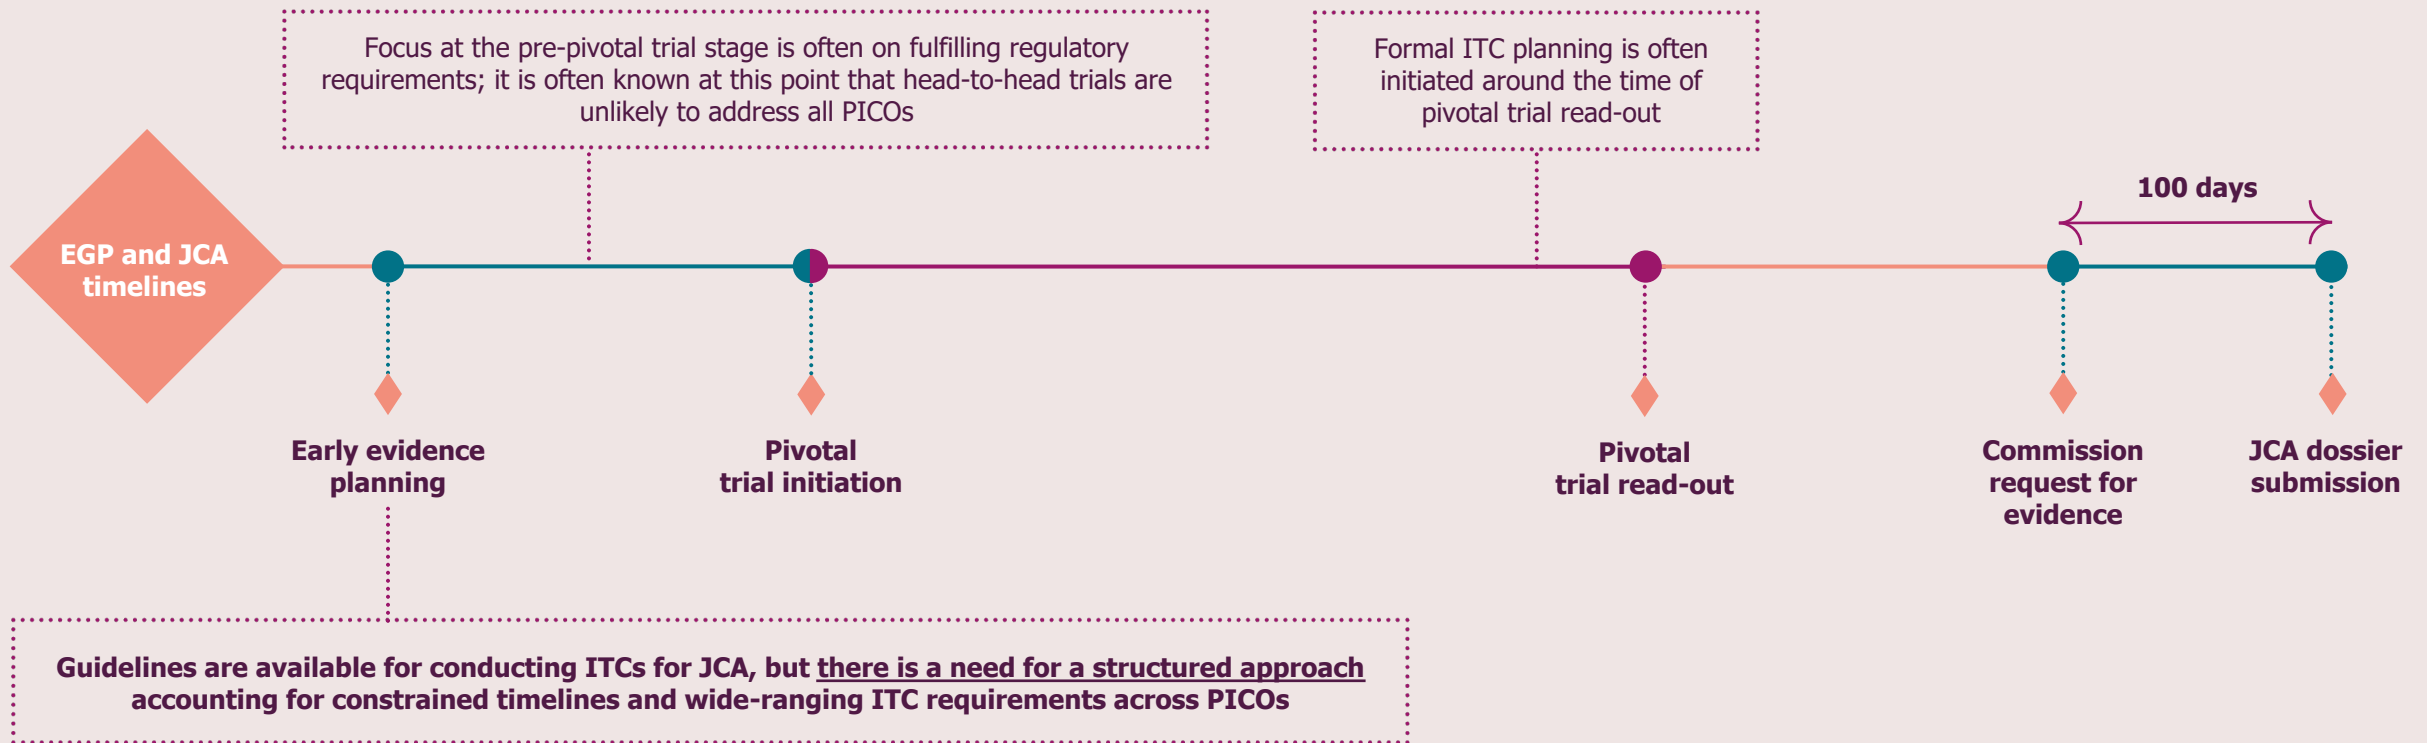 Focus at the pre-pivotal trial stage is often on fulfilling regulatory
requirements; it is often known at this point that head-to-head trials are
unlikely to address all PICOs
Formal ITC planning is often
initiated around the time of
pivotal trial read-out
100 days
EGP and JCA
timelines
Early evidence
planning
Pivotal
trial initiation
Pivotal
trial read-out
Commission
request for
evidence
JCA dossier
submission
Guidelines are available for conducting ITCs for JCA, but there is a need for a structured approach
accounting for constrained timelines and wide-ranging ITC requirements across PICOs